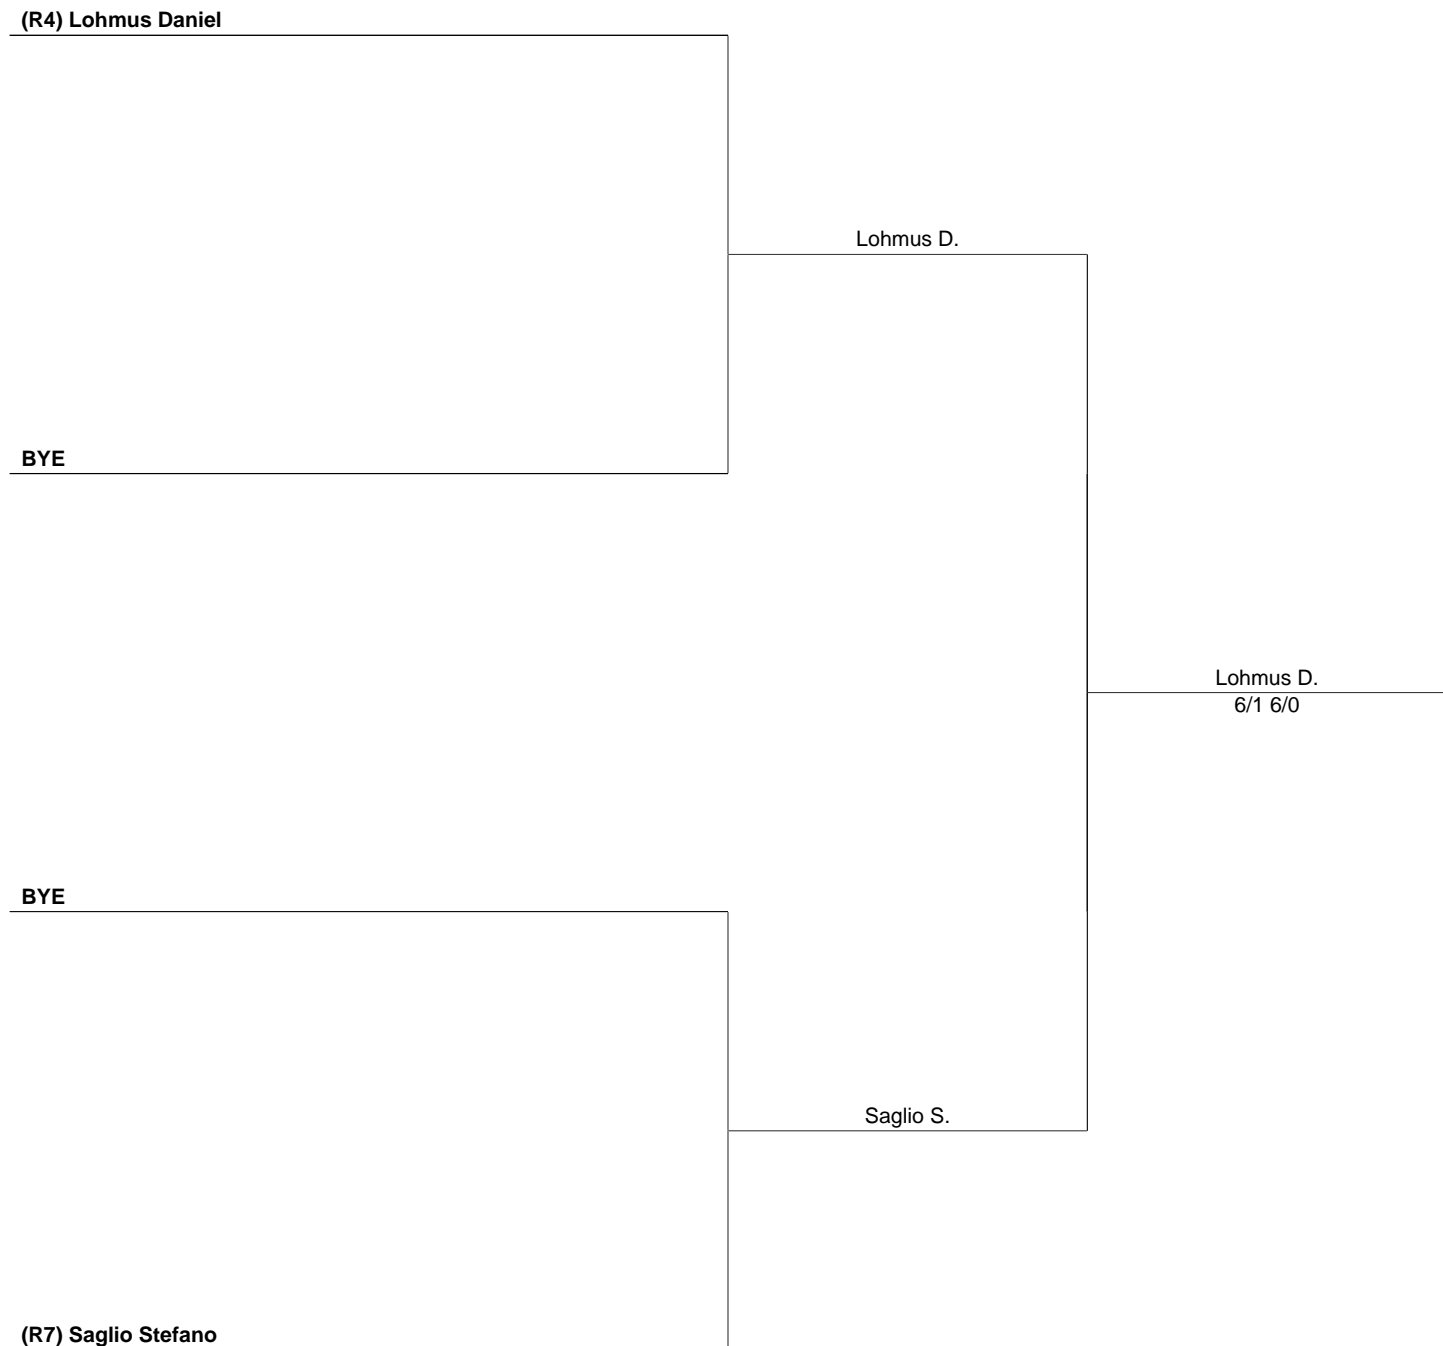 (R4) Lohmus Daniel
Lohmus D.
BYE
Lohmus D.
6/1 6/0
BYE
Saglio S.
(R7) Saglio Stefano